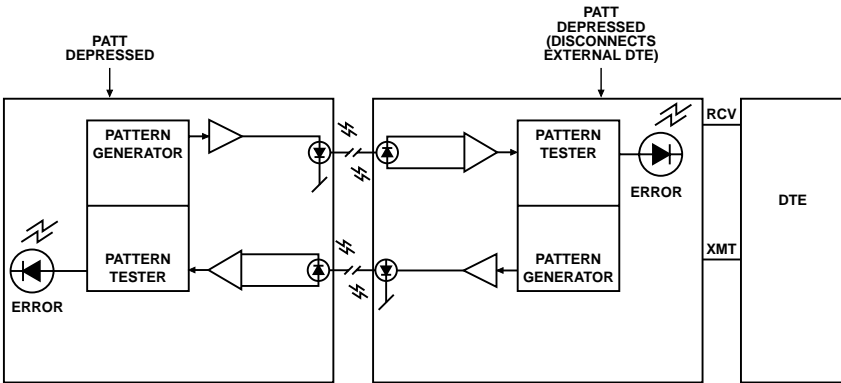 PATT
DEPRESSED
PATT
DEPRESSED
(DISCONNECTS
EXTERNAL DTE)
PATTERN
GENERATOR
PATTERN
TESTER
ERROR
PATTERN
TESTER
ERROR
PATTERN
GENERATOR
RCV
XMT
DTE